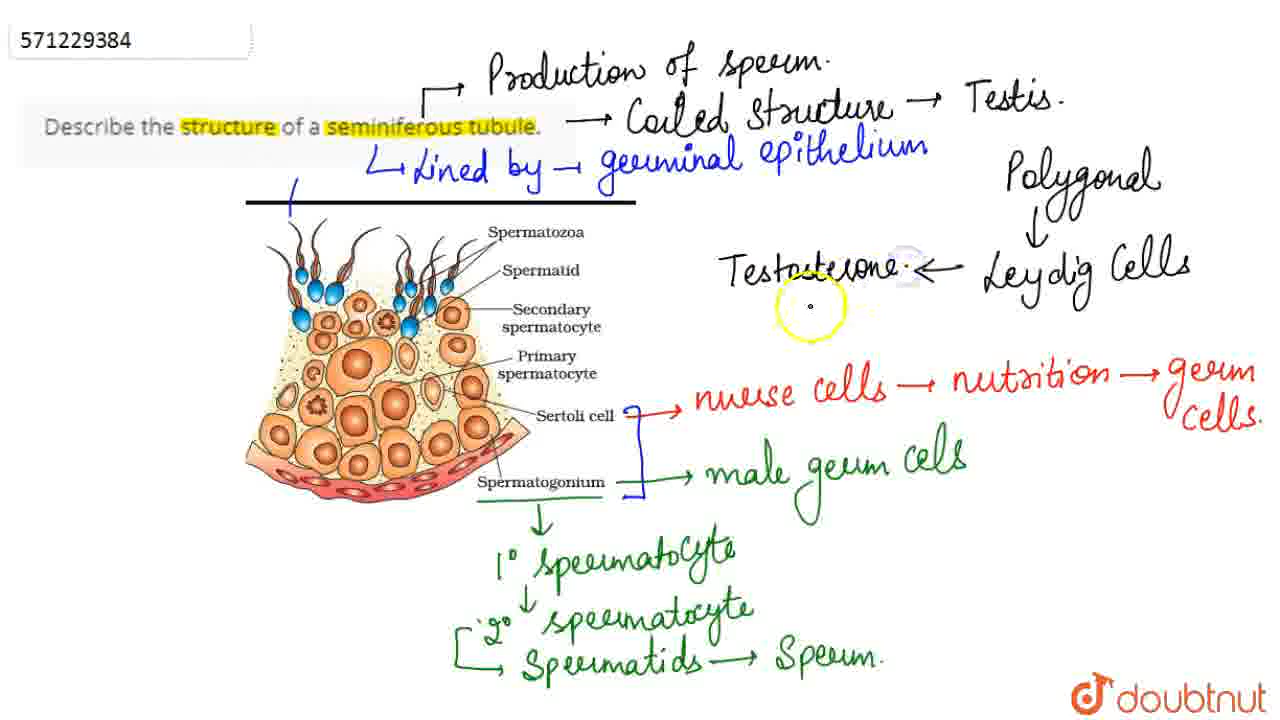 571229384
Production of sperm.
Describe the structure of a seminiferous tubule. → Coiled structure → Testis.
Lined by → germinal epithelium
Polygonal
Spermatozoa
Testosterone. ← Leydig Cells
Spermatid
Secondary
spermatocyte
Primary
spermatocyte
nurse cells → nutrition → germ
cells.
Sertoli cell
male germ cels
Spermatogonium
1° spermatocyte
2° spermatocyte
Spermatids → Sperm.
doubtnut